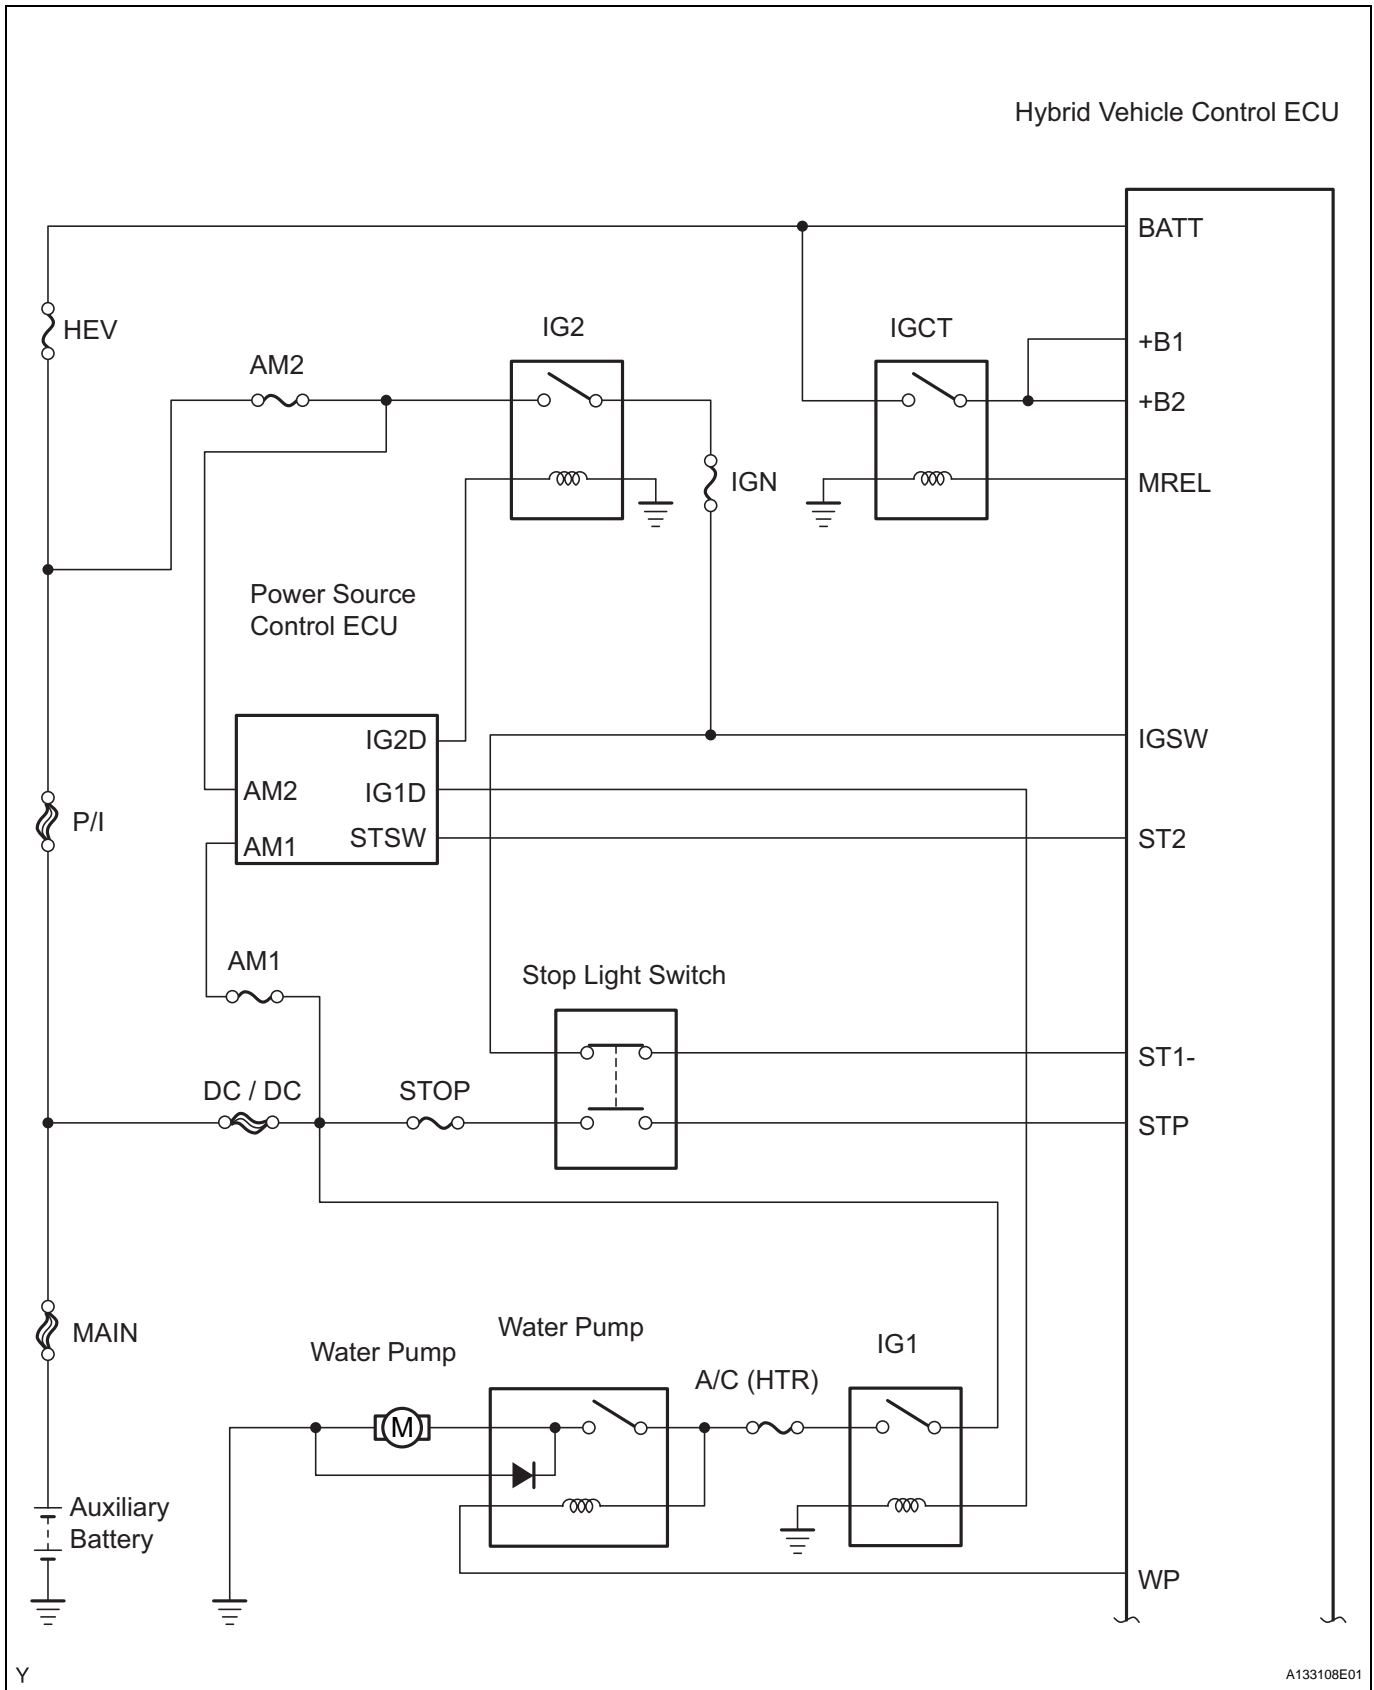 Hybrid Vehicle Control ECU
BATT
HEV
IG2
IGCT
+B1
AM2
+B2
IGN
MREL
Power Source
Control ECU
IG2D
IGSW
AM2
IG1D
P/I
AM1
STSW
ST2
AM1
Stop Light Switch
ST1-
DC / DC
STOP
STP
MAIN
Water Pump
Water Pump
IG1
A/C (HTR)
M
Auxiliary
Battery
WP
Y
A133108E01